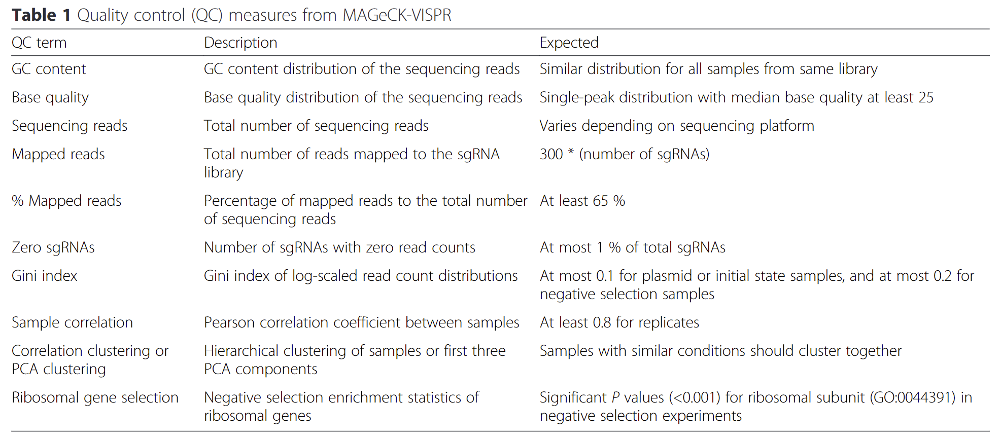 Table 1 Quality control (QC) measures from MAGeCK-VISPR
QC term Description Expected
GC content GC content distribution of the sequencing reads Similar distribution for all samples from same library
Base quality Base quality distribution of the sequencing reads Single-peak distribution with median base quality at least 25
Sequencing reads Total number of sequencing reads Varies depending on sequencing platform
Mapped reads Total number of reads mapped to the sgRNA 300 * (number of sgRNAs)
library
% Mapped reads Percentage of mapped reads to the total number At least 65 %
of sequencing reads
Zero sgRNAs Number of sgRNAs with zero read counts At most 1 % of total sgRNAs
Gini index Gini index of log-scaled read count distributions At most 0.1 for plasmid or initial state samples, and at most 0.2 for
negative selection samples
Sample correlation Pearson correlation coefficient between samples At least 0.8 for replicates
Correlation clustering or Hierarchical clustering of samples or first three Samples with similar conditions should cluster together
PCA clustering PCA components
Ribosomal gene selection Negative selection enrichment statistics of Significant P values (<0.001) for ribosomal subunit (GO:0044391) in
ribosomal genes negative selection experiments